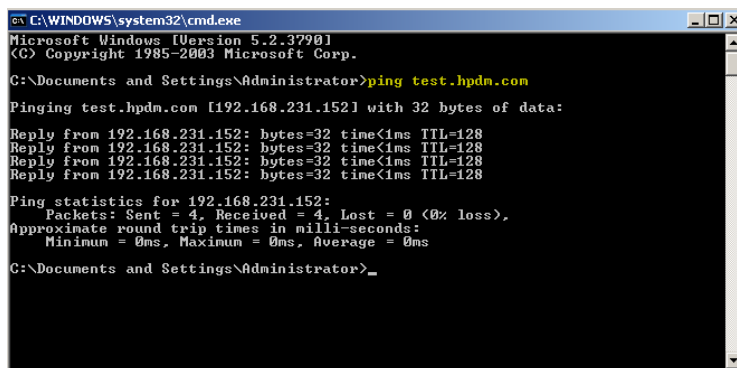 C:\WINDOWS\system32\cmd.exe
Microsoft Windows [Version 5.2.3790]
(C) Copyright 1985-2003 Microsoft Corp.
C:\Documents and Settings\Administrator>ping test.hpdm.com
Pinging test.hpdm.com [192.168.231.152] with 32 bytes of data:
Reply from 192.168.231.152: bytes=32 time<1ms TTL=128
Reply from 192.168.231.152: bytes=32 time<1ms TTL=128
Reply from 192.168.231.152: bytes=32 time<1ms TTL=128
Reply from 192.168.231.152: bytes=32 time<1ms TTL=128
Ping statistics for 192.168.231.152:
    Packets: Sent = 4, Received = 4, Lost = 0 (0% loss),
Approximate round trip times in milli-seconds:
    Minimum = 0ms, Maximum = 0ms, Average = 0ms
C:\Documents and Settings\Administrator>_